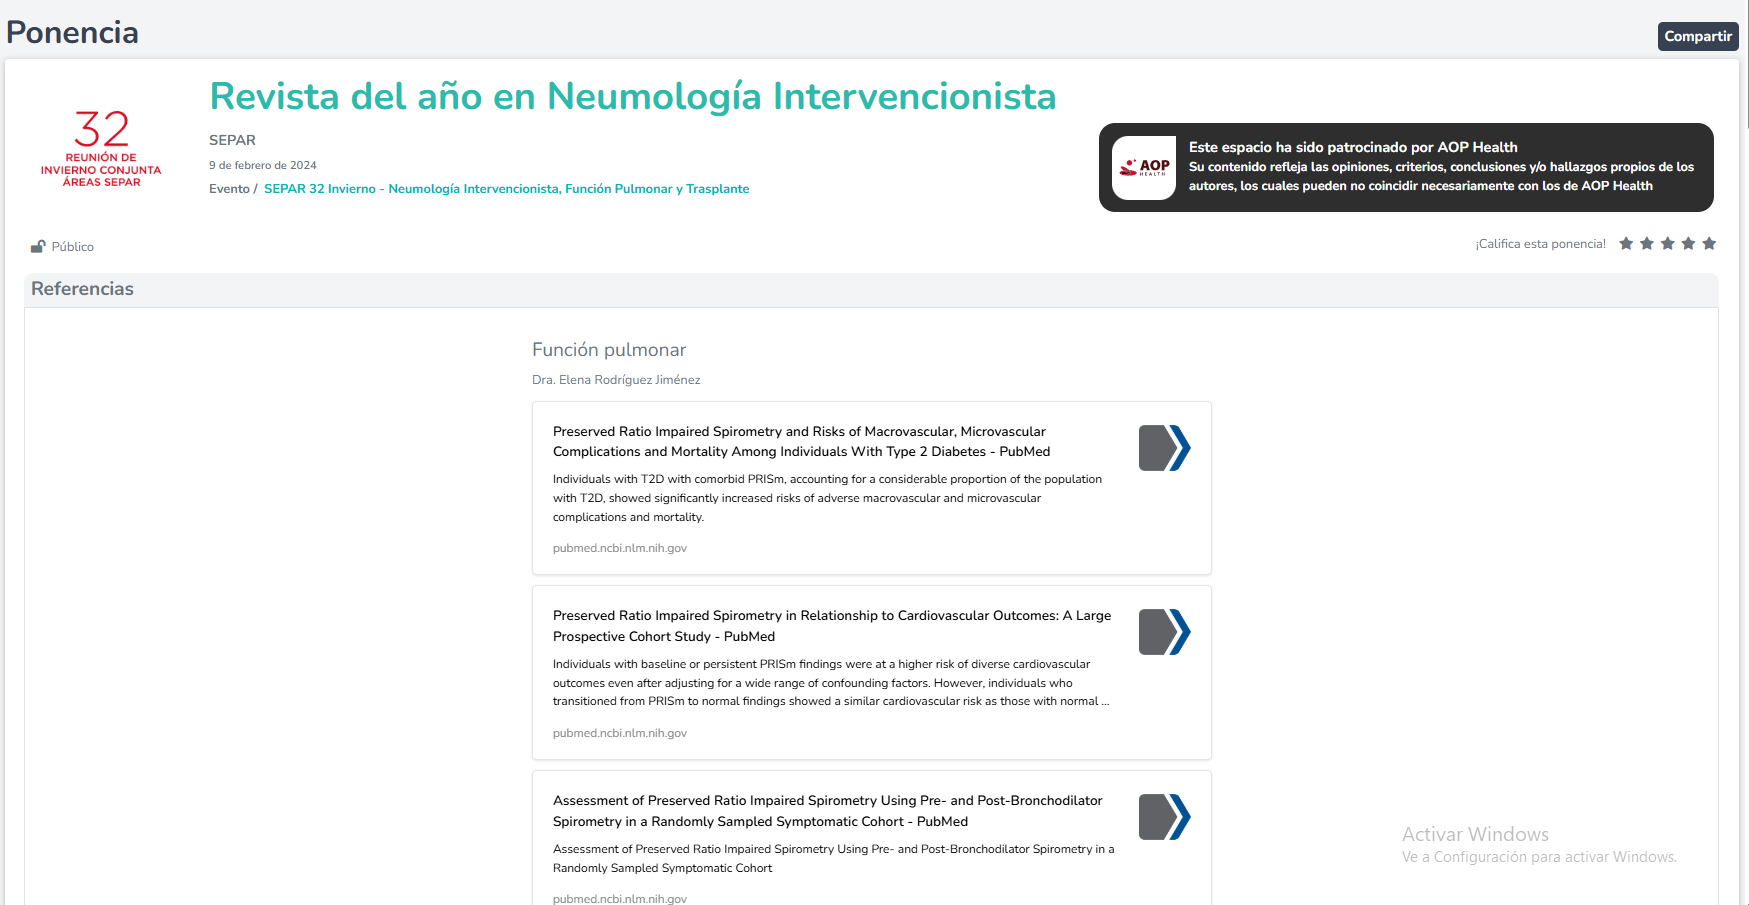 Ponencia
Compartir
32
REUNIÓN DE
INVIERNO CONJUNTA
ÁREAS SEPAR
Revista del año en Neumología Intervencionista
SEPAR
9 de febrero de 2024
Evento / SEPAR 32 Invierno - Neumología Intervencionista, Función Pulmonar y Trasplante
AOP
HEALTH
Este espacio ha sido patrocinado por AOP Health
Su contenido refleja las opiniones, criterios, conclusiones y/o hallazgos propios de los
autores, los cuales pueden no coincidir necesariamente con los de AOP Health
Público
¡Califica esta ponencia!
Referencias
Función pulmonar
Dra. Elena Rodríguez Jiménez
Preserved Ratio Impaired Spirometry and Risks of Macrovascular, Microvascular
Complications and Mortality Among Individuals With Type 2 Diabetes - PubMed
Individuals with T2D with comorbid PRISm, accounting for a considerable proportion of the population
with T2D, showed significantly increased risks of adverse macrovascular and microvascular
complications and mortality.
pubmed.ncbi.nlm.nih.gov
Preserved Ratio Impaired Spirometry in Relationship to Cardiovascular Outcomes: A Large
Prospective Cohort Study - PubMed
Individuals with baseline or persistent PRISm findings were at a higher risk of diverse cardiovascular
outcomes even after adjusting for a wide range of confounding factors. However, individuals who
transitioned from PRISm to normal findings showed a similar cardiovascular risk as those with normal ...
pubmed.ncbi.nlm.nih.gov
Assessment of Preserved Ratio Impaired Spirometry Using Pre- and Post-Bronchodilator
Spirometry in a Randomly Sampled Symptomatic Cohort - PubMed
Assessment of Preserved Ratio Impaired Spirometry Using Pre- and Post-Bronchodilator Spirometry in a
Randomly Sampled Symptomatic Cohort
pubmed.ncbi.nlm.nih.gov
Activar Windows
Ve a Configuración para activar Windows.